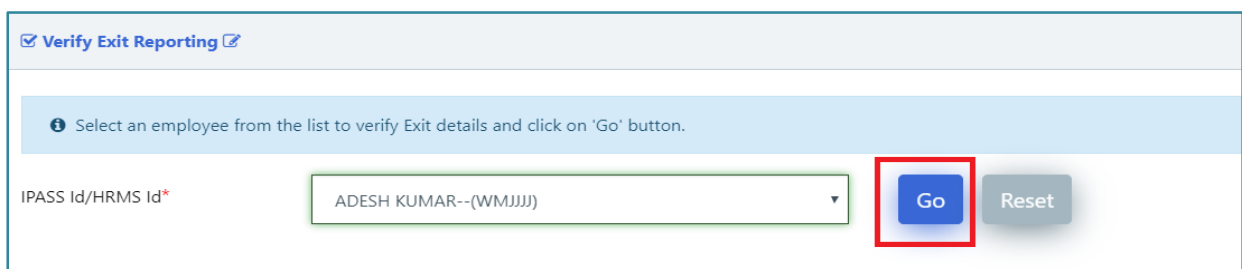 Verify Exit Reporting
Select an employee from the list to verify Exit details and click on 'Go' button.
IPASS Id/HRMS Id* ADESH KUMAR--(WMJJJJ) Go Reset